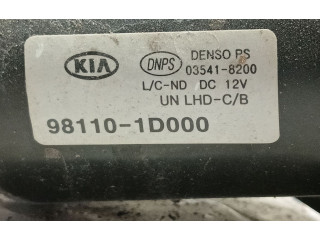 KIA DNPS DENSO PS
03541-8200
L/C-ND DC 12V
UN LHD-C/B
98110-1D000